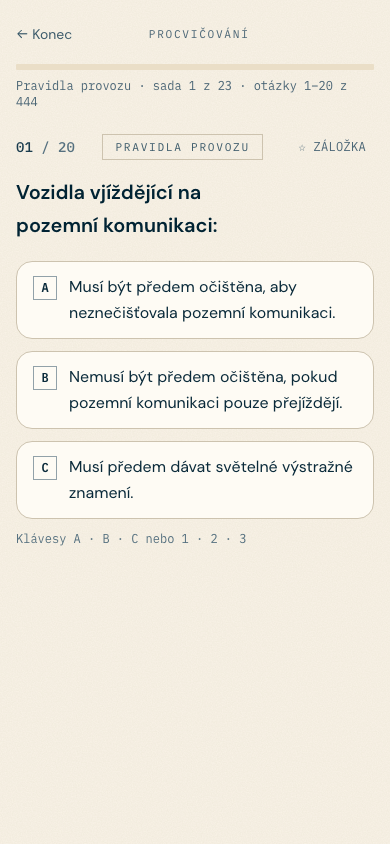 ← Konec
PROCVIČOVÁNÍ
Pravidla provozu · sada 1 z 23 · otázky 1–20 z
444
01 / 20
PRAVIDLA PROVOZU
☆ ZÁLOŽKA
Vozidla vjíždějící na
pozemní komunikaci:
A
Musí být předem očištěna, aby
neznečišťovala pozemní komunikaci.
B
Nemusí být předem očištěna, pokud
pozemní komunikaci pouze přejíždějí.
C
Musí předem dávat světelné výstražné
znamení.
Klávesy A · B · C nebo 1 · 2 · 3